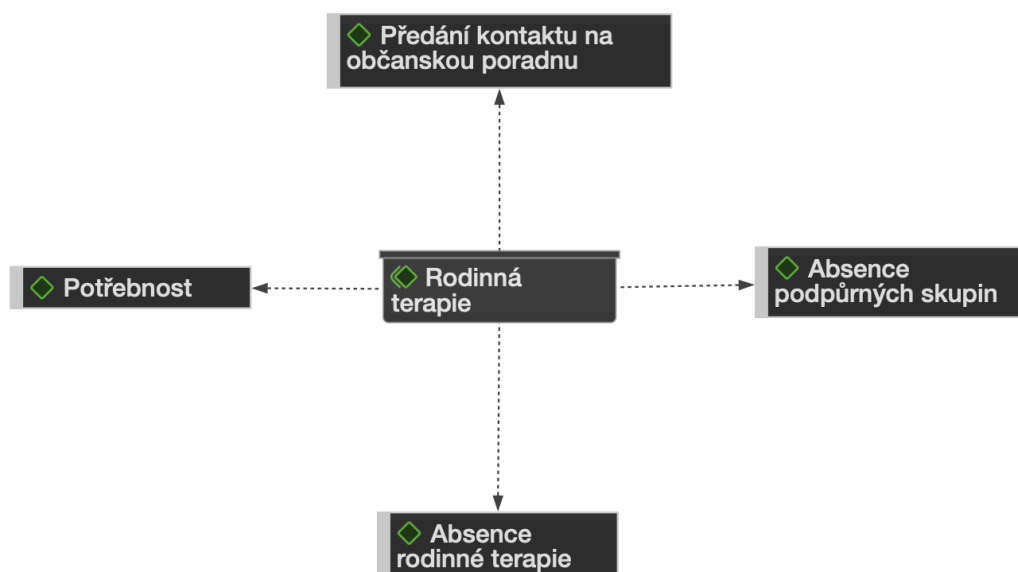 Předání kontaktu na
občanskou poradnu
Potřebnost
Rodinná
terapie
Absence
podpůrných skupin
Absence
rodinné terapie